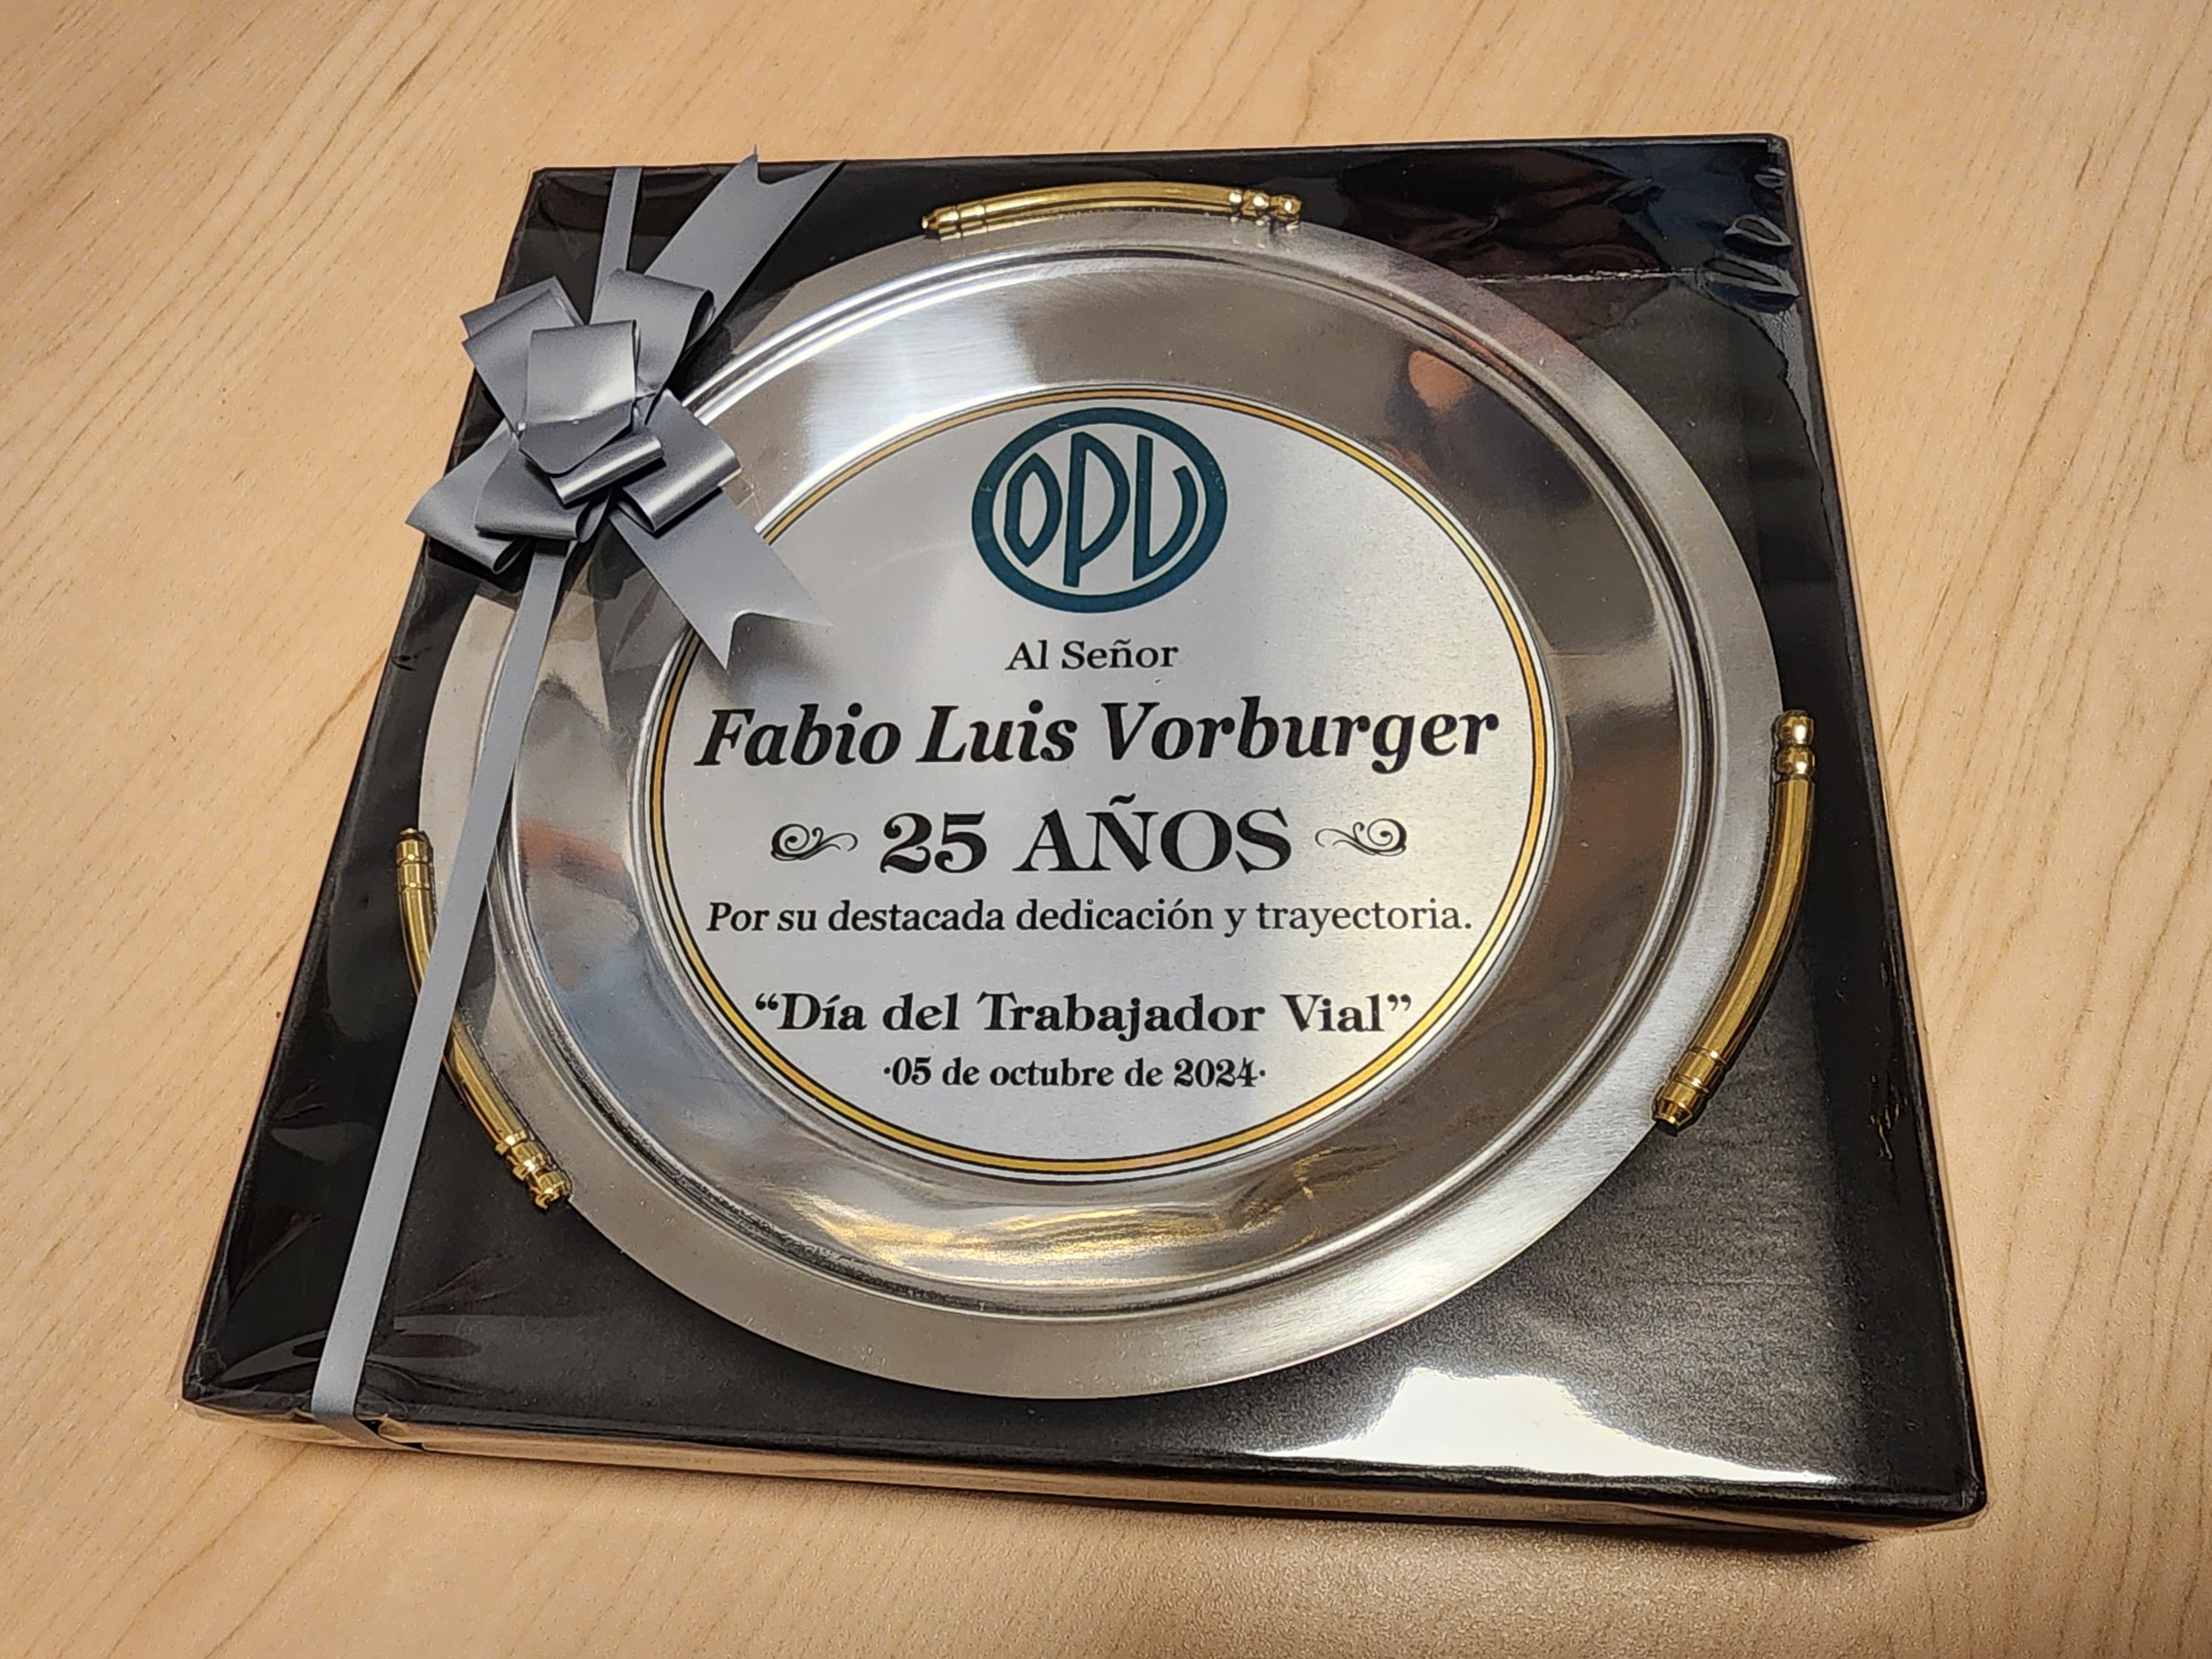 OPV
Al Señor
Fabio Luis Vorburger
25 AÑOS
Por su destacada dedicación y trayectoria.
“Día del Trabajador Vial”
·05 de octubre de 2024·